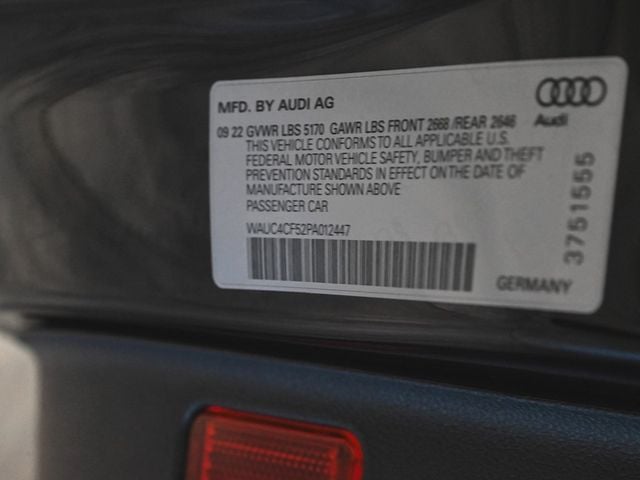 MFD. BY AUDI AG
Audi
09 22 GVWR LBS 5170 GAWR LBS FRONT 2668 /REAR 2646
THIS VEHICLE CONFORMS TO ALL APPLICABLE U.S.
FEDERAL MOTOR VEHICLE SAFETY, BUMPER AND THEFT
PREVENTION STANDARDS IN EFFECT ON THE DATE OF
MANUFACTURE SHOWN ABOVE
PASSENGER CAR
WAUC4CF52PA012447
3751555
GERMANY